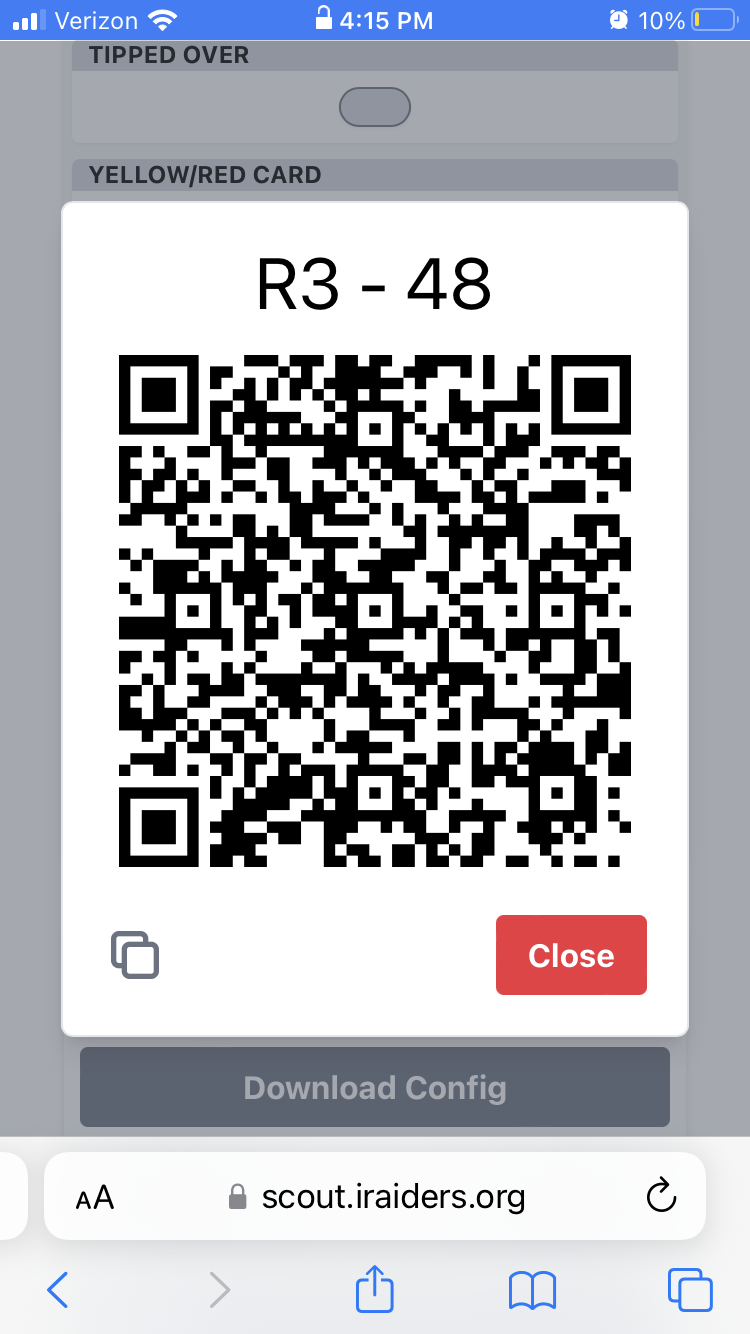 Verizon 4:15 PM 10%
TIPPED OVER
YELLOW/RED CARD
R3 - 48
Close
Download Config
AA scout.iraiders.org